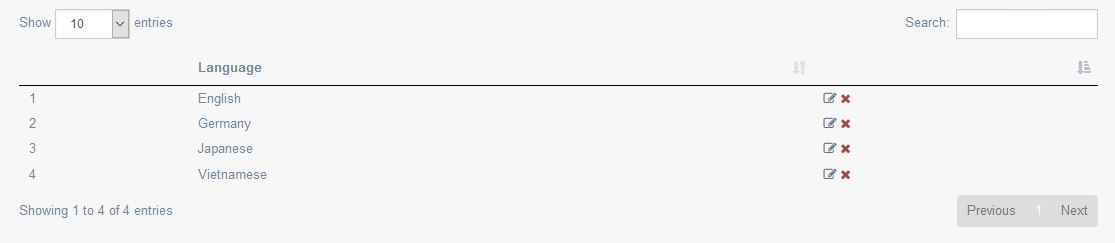 Show 10 entries Search:
Language
1 English
2 Germany
3 Japanese
4 Vietnamese
Showing 1 to 4 of 4 entries Previous 1 Next